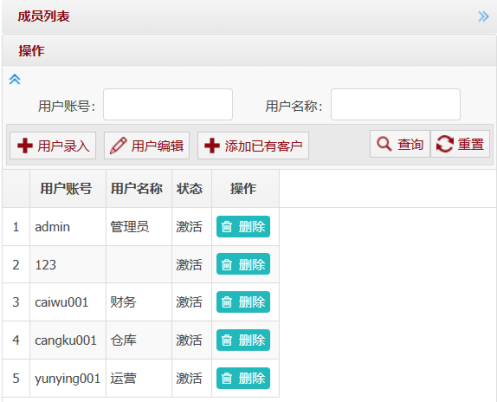 成员列表
操作
用户账号: 用户名称:
用户录入 用户编辑 添加已有客户 查询 重置
用户账号 用户名称 状态 操作
1 admin 管理员 激活 删除
2 123 激活 删除
3 caiwu001 财务 激活 删除
4 cangku001 仓库 激活 删除
5 yunying001 运营 激活 删除